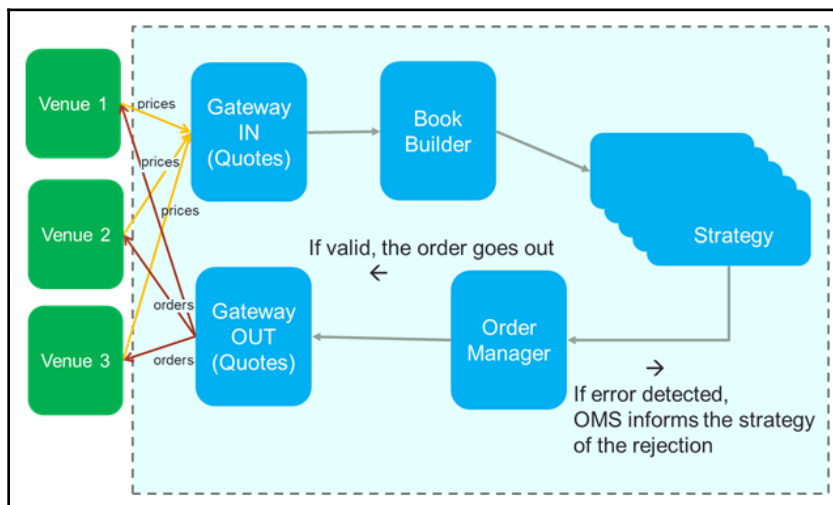 Venue 1
prices
Gateway
IN
(Quotes)
Book
Builder
prices
prices
Venue 2
Strategy
If valid, the order goes out
←
orders
Gateway
OUT
(Quotes)
Order
Manager
Venue 3
orders
→
If error detected,
OMS informs the strategy
of the rejection